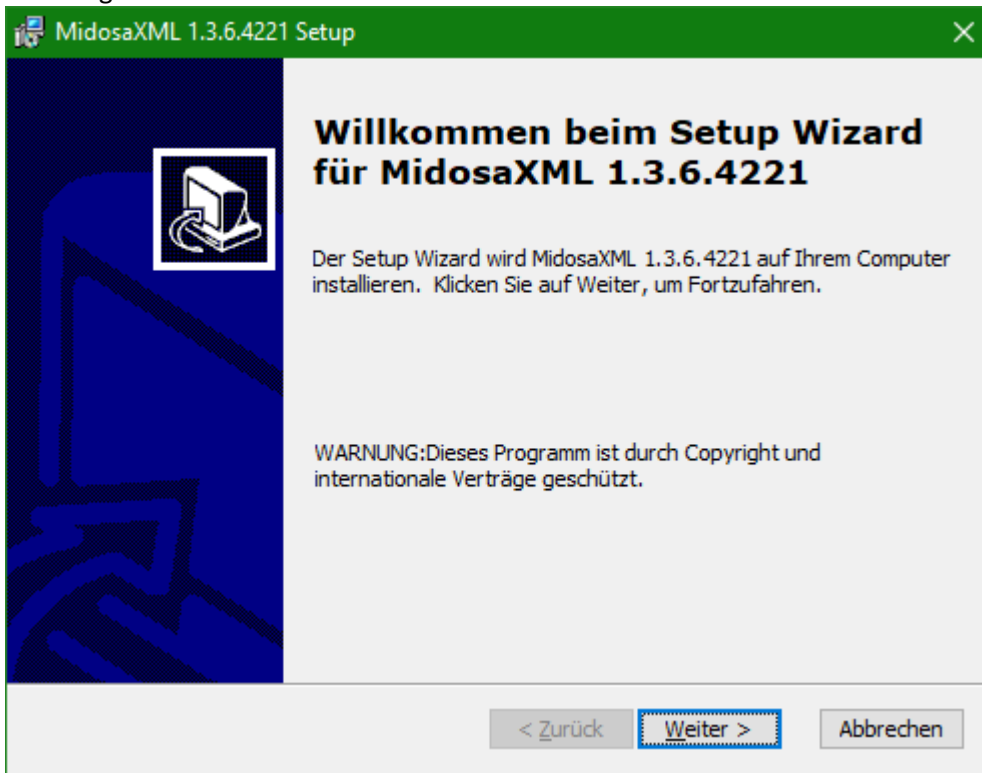 MidosaXML 1.3.6.4221 Setup
Willkommen beim Setup Wizard
für MidosaXML 1.3.6.4221
Der Setup Wizard wird MidosaXML 1.3.6.4221 auf Ihrem Computer
installieren.  Klicken Sie auf Weiter, um Fortzufahren.
WARNUNG:Dieses Programm ist durch Copyright und
internationale Verträge geschützt.
< Zurück Weiter > Abbrechen